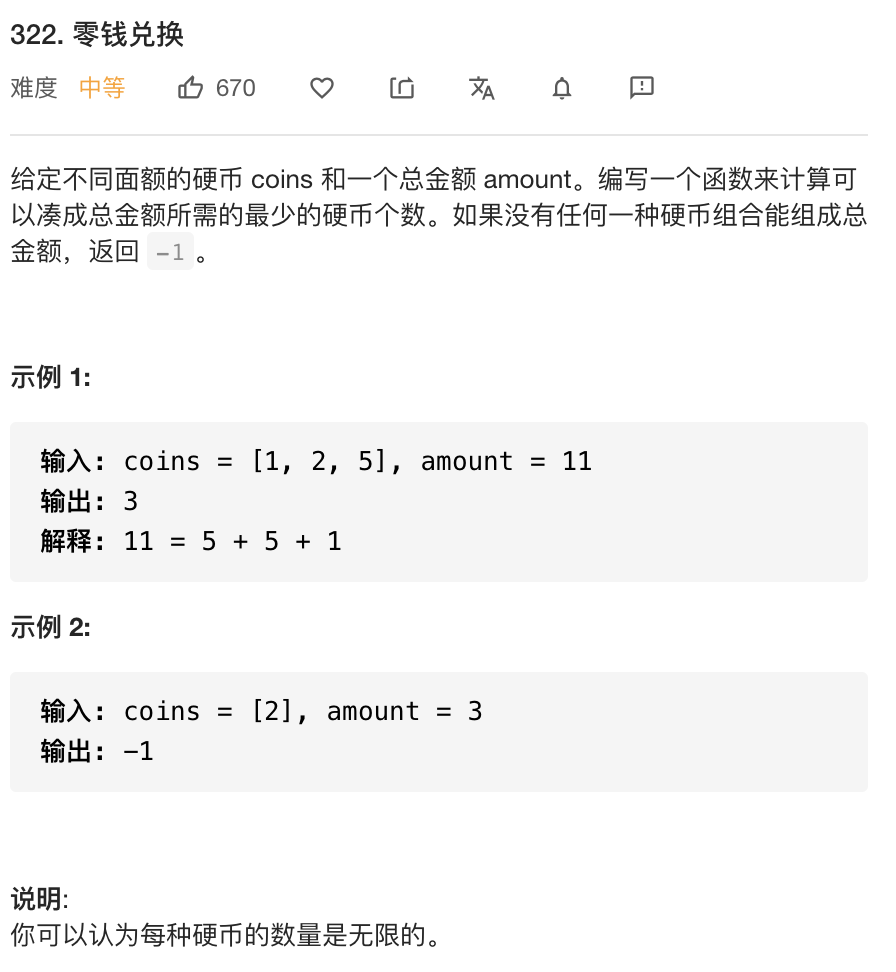 322. 零钱兑换
难度 中等 670
给定不同面额的硬币 coins 和一个总金额 amount。编写一个函数来计算可
以凑成总金额所需的最少的硬币个数。如果没有任何一种硬币组合能组成总
金额，返回 -1 。
示例 1:
输入: coins = [1, 2, 5], amount = 11
输出: 3
解释: 11 = 5 + 5 + 1
示例 2:
输入: coins = [2], amount = 3
输出: -1
说明:
你可以认为每种硬币的数量是无限的。